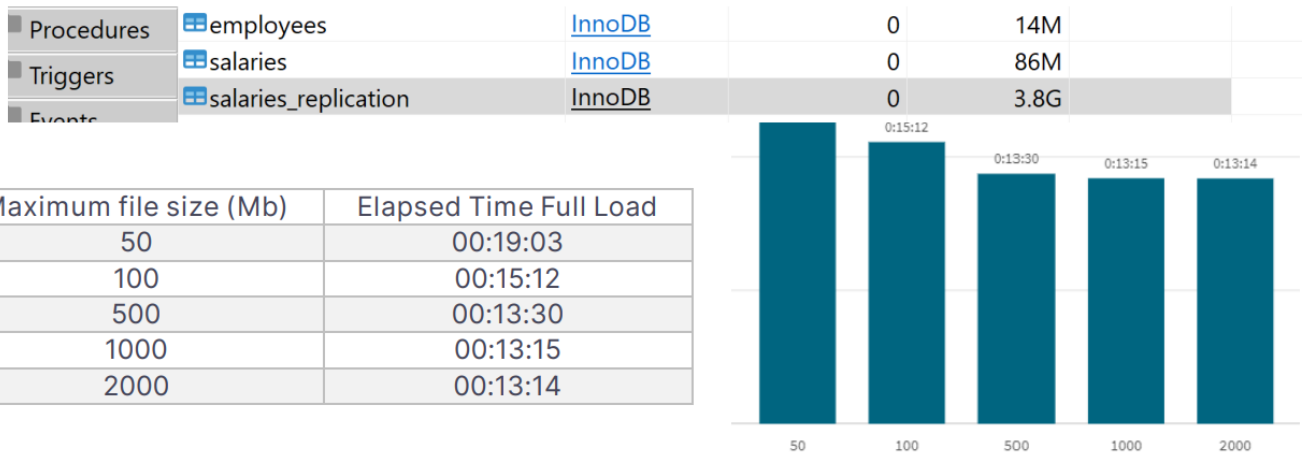 Procedures
Triggers
Events
employees InnoDB 0 14M
salaries InnoDB 0 86M
salaries_replication InnoDB 0 3.8G
Maximum file size (Mb) Elapsed Time Full Load
50 00:19:03
100 00:15:12
500 00:13:30
1000 00:13:15
2000 00:13:14
0:15:12
0:13:30
0:13:15
0:13:14
50 100 500 1000 2000